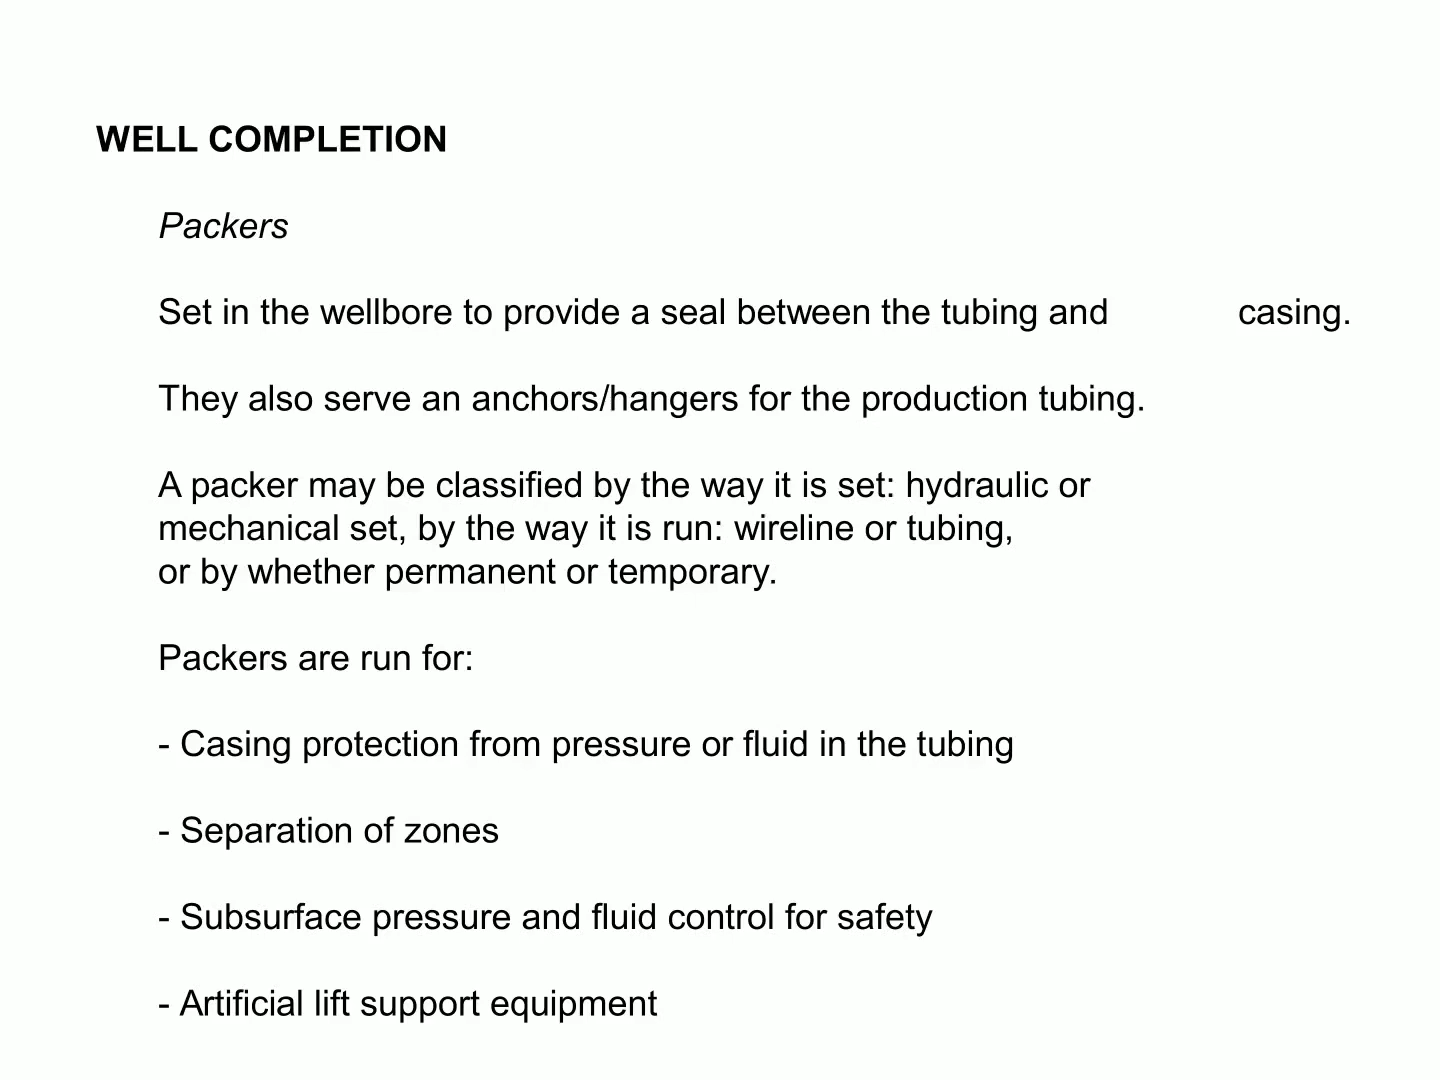 WELL COMPLETION
Packers
Set in the wellbore to provide a seal between the tubing and casing.
They also serve an anchors/hangers for the production tubing.
A packer may be classified by the way it is set: hydraulic or
mechanical set, by the way it is run: wireline or tubing,
or by whether permanent or temporary.
Packers are run for:
- Casing protection from pressure or fluid in the tubing
- Separation of zones
- Subsurface pressure and fluid control for safety
- Artificial lift support equipment